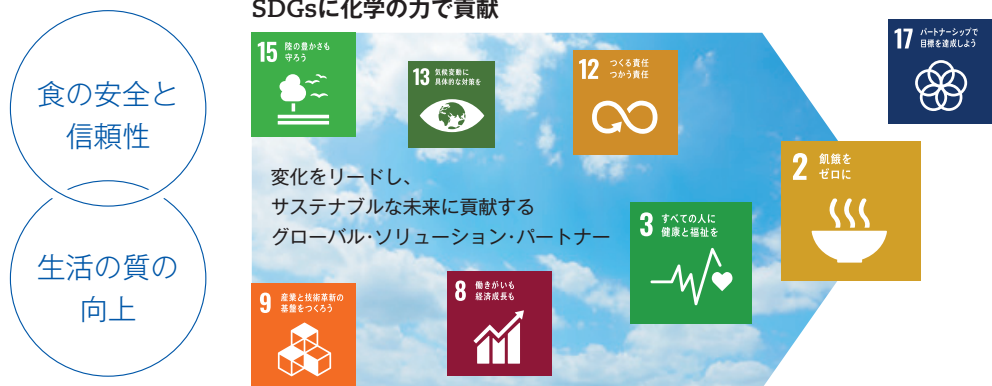 SDGsに化学の力で貢献
食の安全と
信頼性
生活の質の
向上
15 陸の豊かさも
守ろう
13 気候変動に
具体的な対策を
12 つくる責任
つかう責任
17 パートナーシップで
目標を達成しよう
2 飢餓を
ゼロに
変化をリードし、
サステナブルな未来に貢献する
グローバル・ソリューション・パートナー
3 すべての人に
健康と福祉を
9 産業と技術革新の
基盤をつくろう
8 働きがいも
経済成長も